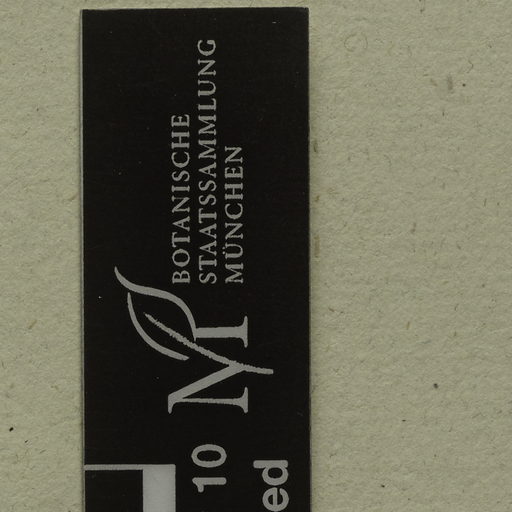 BOTANISCHE
STAATSSAMMLUNG
MÜNCHEN
M
10
ed